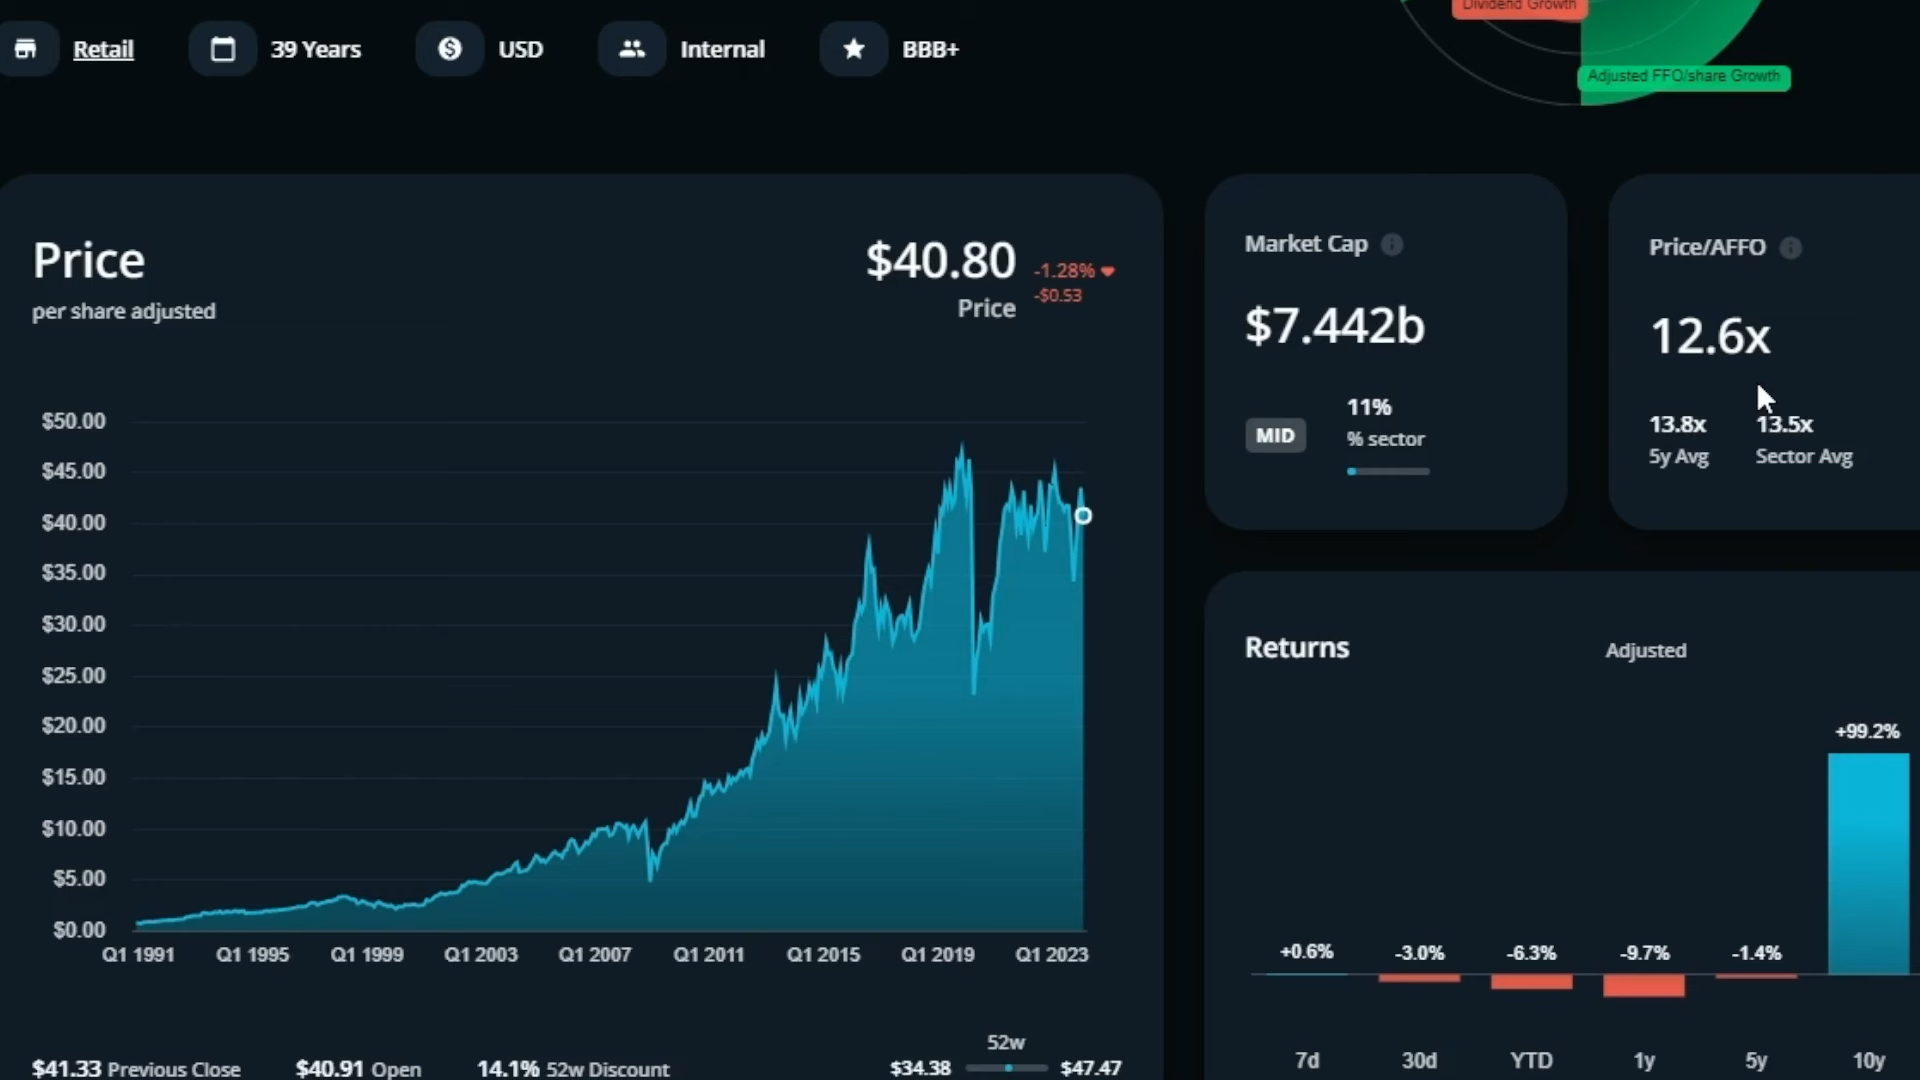 Dividend Growth
Adjusted FFO/share Growth
Retail
39 Years
USD
Internal
BBB+
Price
per share adjusted
$40.80
Price
-1.28%
-$0.53
$50.00
$45.00
$40.00
$35.00
$30.00
$25.00
$20.00
$15.00
$10.00
$5.00
$0.00
Q1 1991 Q1 1995 Q1 1999 Q1 2003 Q1 2007 Q1 2011 Q1 2015 Q1 2019 Q1 2023
$41.33 Previous Close
$40.91 Open
14.1% 52w Discount
52w
$34.38 $47.47
Market Cap
$7.442b
MID
11%
% sector
Price/AFFO
12.6x
13.8x
5y Avg
13.5x
Sector Avg
Returns
Adjusted
+0.6% -3.0% -6.3% -9.7% -1.4% +99.2%
7d 30d YTD 1y 5y 10y